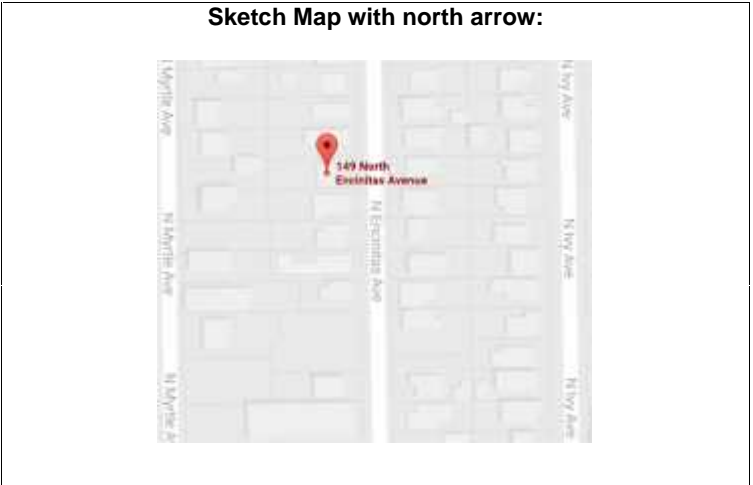 Sketch Map with north arrow:
N Myrtle Ave
N Ivy Ave
149 North
Encinitas Avenue
N Myrtle Ave
N Encinitas Ave
N Ivy Ave
N Myrtle A
N Ivy Ave